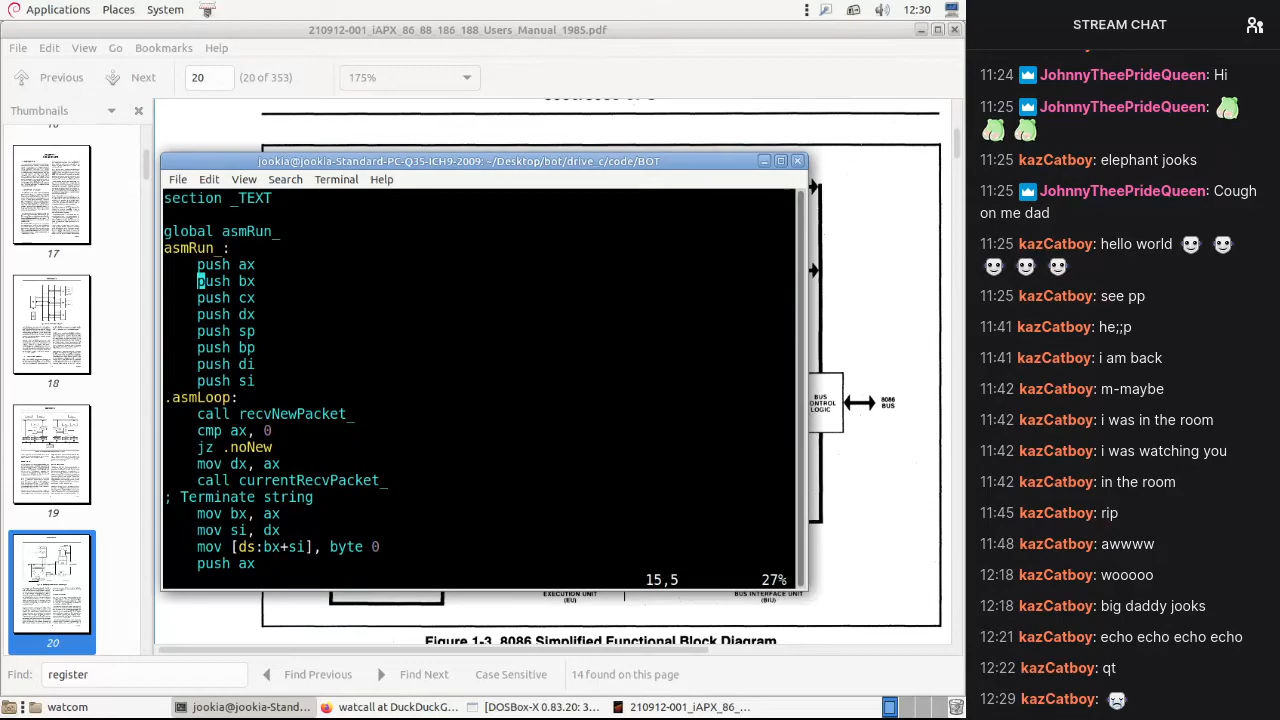 Applications Places System
12:30
210912-001_iAPX_86_88_186_188_Users_Manual_1985.pdf
File Edit View Go Bookmarks Help
Previous Next 20 (20 of 353) 175%
Thumbnails
17
18
19
20
jookia@jookia-Standard-PC-Q35-ICH9-2009: ~/Desktop/bot/drive_c/code/BOT
File Edit View Search Terminal Help
section _TEXT
global asmRun_
asmRun_:
push ax
push bx
push cx
push dx
push sp
push bp
push di
push si
.asmLoop:
call recvNewPacket_
cmp ax, 0
jz .noNew
mov dx, ax
call currentRecvPacket_
; Terminate string
mov bx, ax
mov si, dx
mov [ds:bx+si], byte 0
push ax
15,5 27%
BUS
CONTROL
LOGIC
8086
BUS
EXECUTION UNIT
(EU)
BUS INTERFACE UNIT
(BIU)
Figure 1-3 8086 Simplified Functional Block Diagram
Find: register Find Previous Find Next Case Sensitive 14 found on this page
watcom
jookia@jookia-Stand...
install bUDuckDuckG...
[DOSBox-X 0.83.20: 3...
210912-001_iAPX_86_...
STREAM CHAT
11:24 JohnnyTheePrideQueen: Hi
11:25 JohnnyTheePrideQueen:
11:25 kazCatboy: elephant jooks
11:25 JohnnyTheePrideQueen: Cough
on me dad
11:25 kazCatboy: hello world
11:25 kazCatboy: see pp
11:41 kazCatboy: he;;p
11:41 kazCatboy: i am back
11:42 kazCatboy: m-maybe
11:42 kazCatboy: i was in the room
11:42 kazCatboy: i was watching you
11:42 kazCatboy: in the room
11:45 kazCatboy: rip
11:48 kazCatboy: awwww
12:18 kazCatboy: wooooo
12:18 kazCatboy: big daddy jooks
12:21 kazCatboy: echo echo echo echo
12:22 kazCatboy: qt
12:29 kazCatboy: